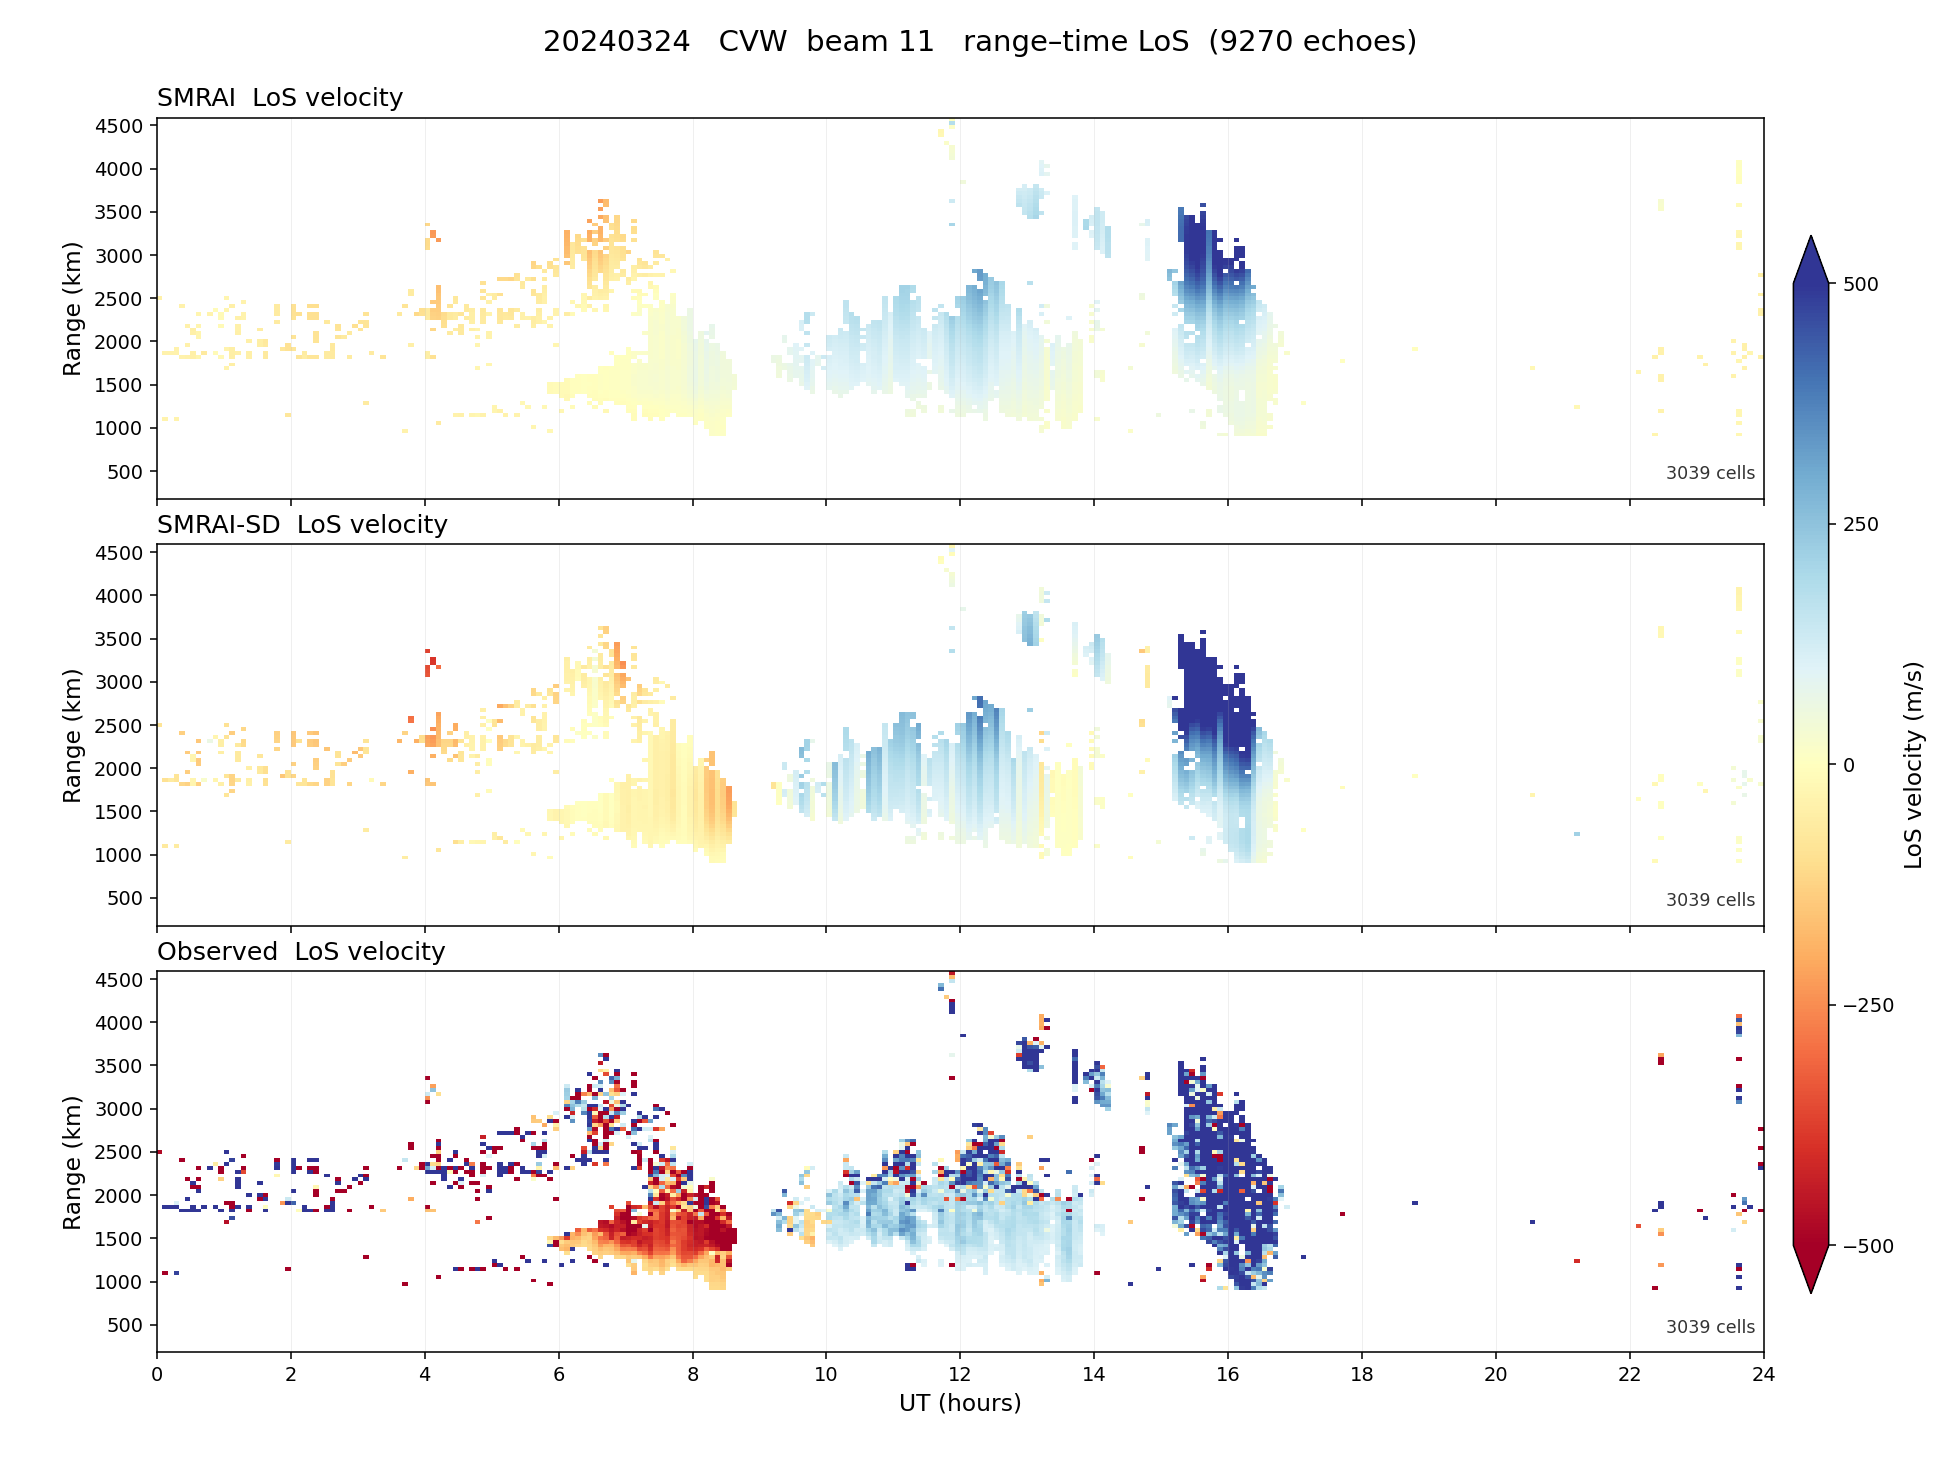 20240324 CVW beam 11 range–time LoS (9270 echoes)
SMRAI LoS velocity
4500
4000
3500
3000
2500
2000
1500
1000
500
Range (km)
3039 cells
SMRAI-SD LoS velocity
4500
4000
3500
3000
2500
2000
1500
1000
500
Range (km)
3039 cells
Observed LoS velocity
4500
4000
3500
3000
2500
2000
1500
1000
500
Range (km)
3039 cells
0 2 4 6 8 10 12 14 16 18 20 22 24
UT (hours)
500
250
0
−250
−500
LoS velocity (m/s)